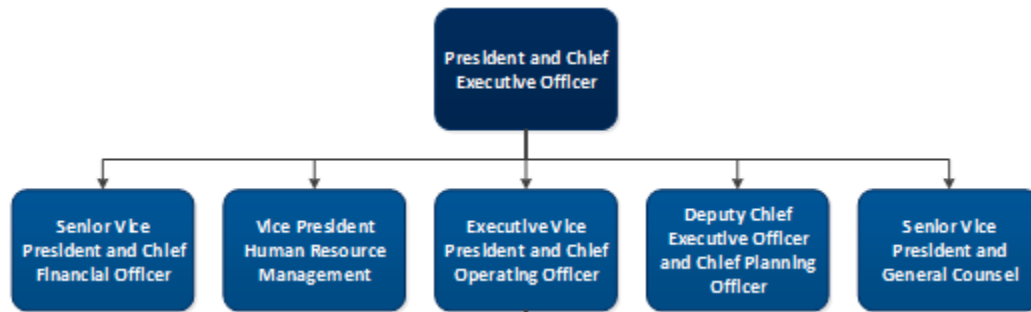 President and Chief
Executive Officer
Senior Vice
President and Chief
Financial Officer
Vice President
Human Resource
Management
Executive Vice
President and Chief
Operating Officer
Deputy Chief
Executive Officer
and Chief Planning
Officer
Senior Vice
President and
General Counsel